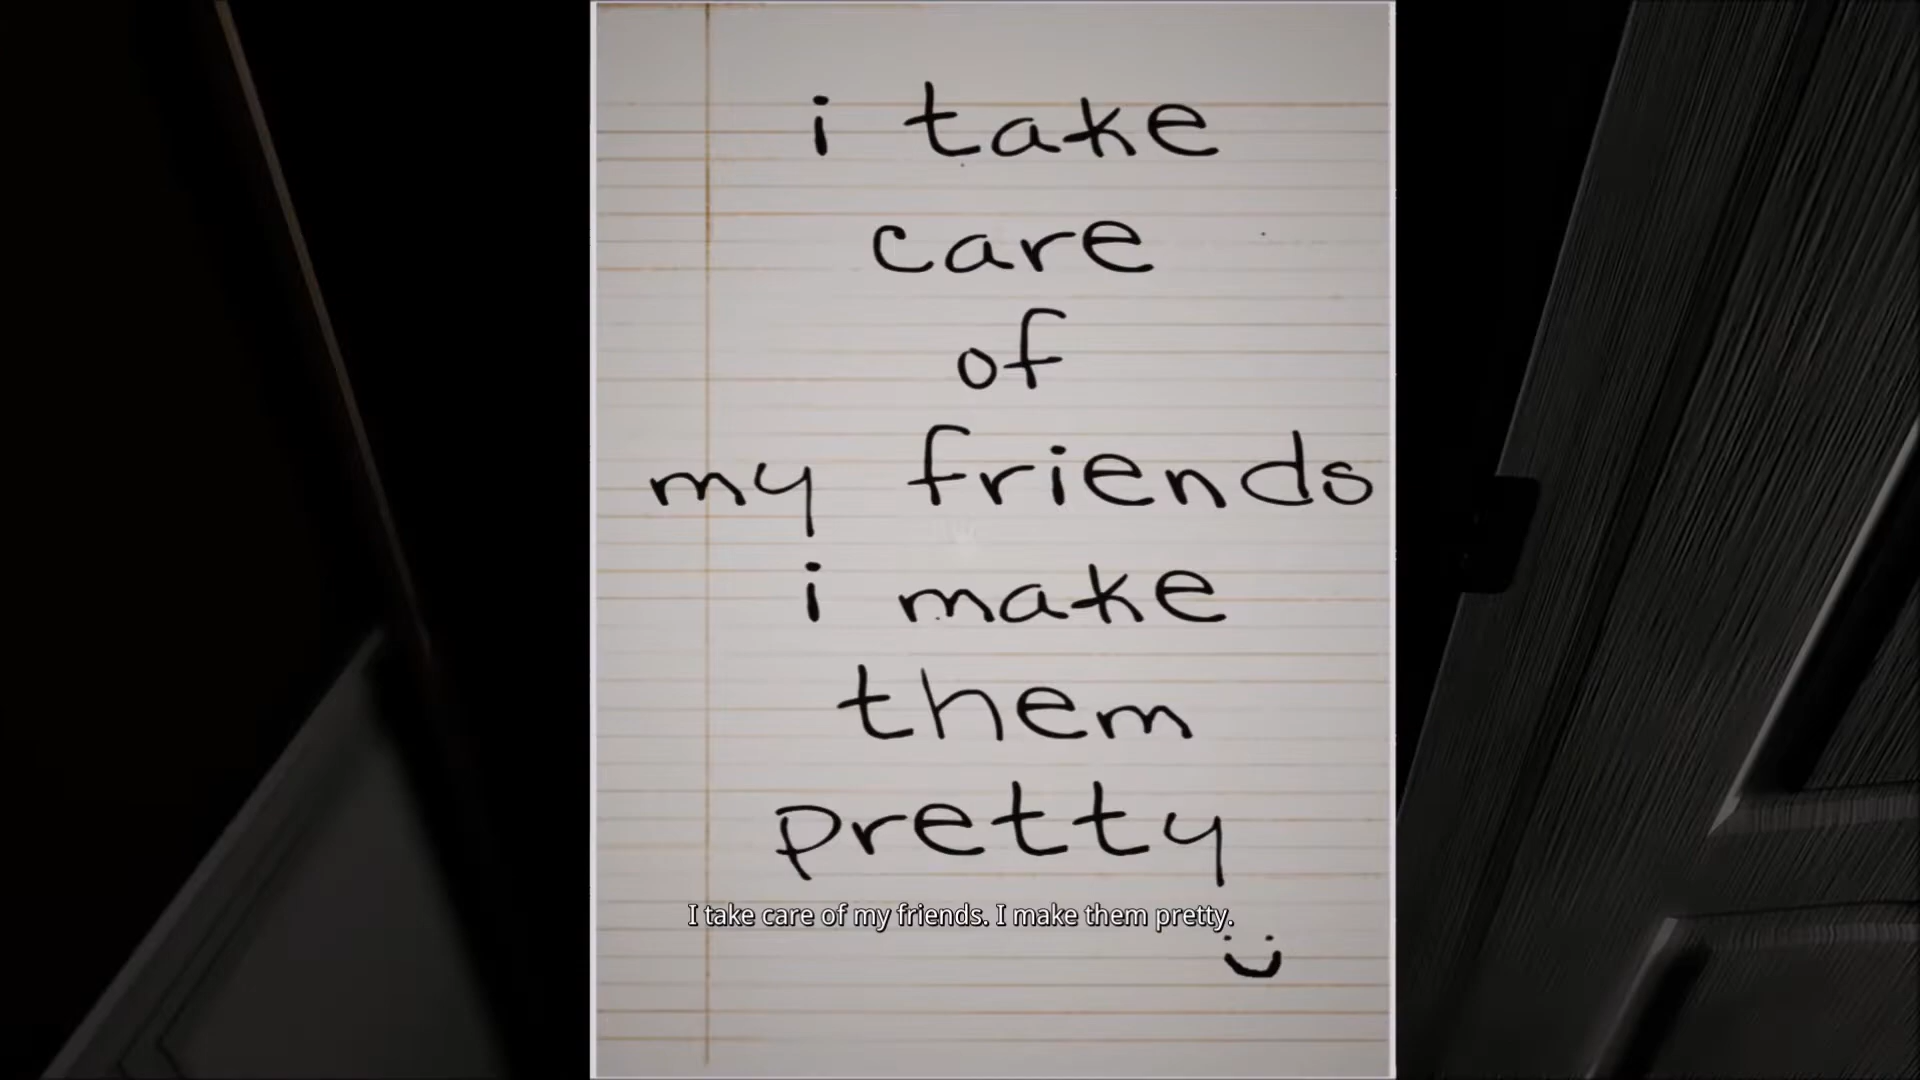 i take
care
of
my friends
i make
them
pretty
I take care of my friends. I make them pretty.